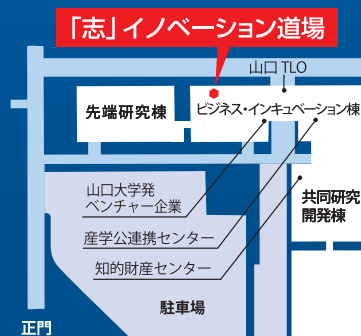 「志」イノベーション道場
山口 TLO
先端研究棟
ビジネス・インキュベーション棟
山口大学発
ベンチャー企業
共同研究
開発棟
産学公連携センター
知的財産センター
駐車場
正門